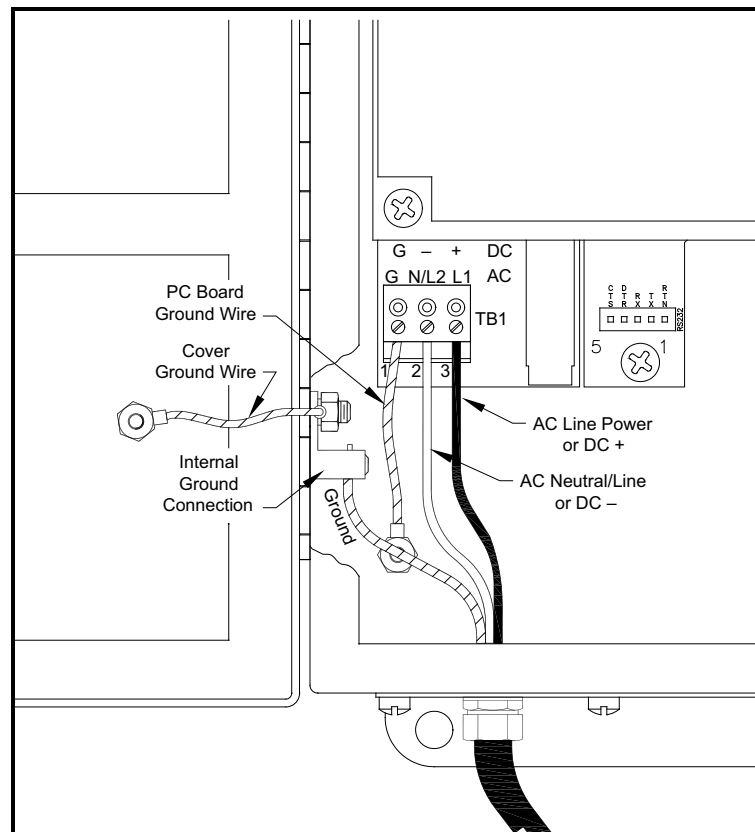 G – + DC
G N/L2 L1 AC
TB1
1 2 3
CTS
DTR
RX
TX
RTN
RS232
5 1
PC Board
Ground Wire
Cover
Ground Wire
Internal
Ground
Connection
Ground
AC Line Power
or DC +
AC Neutral/Line
or DC –